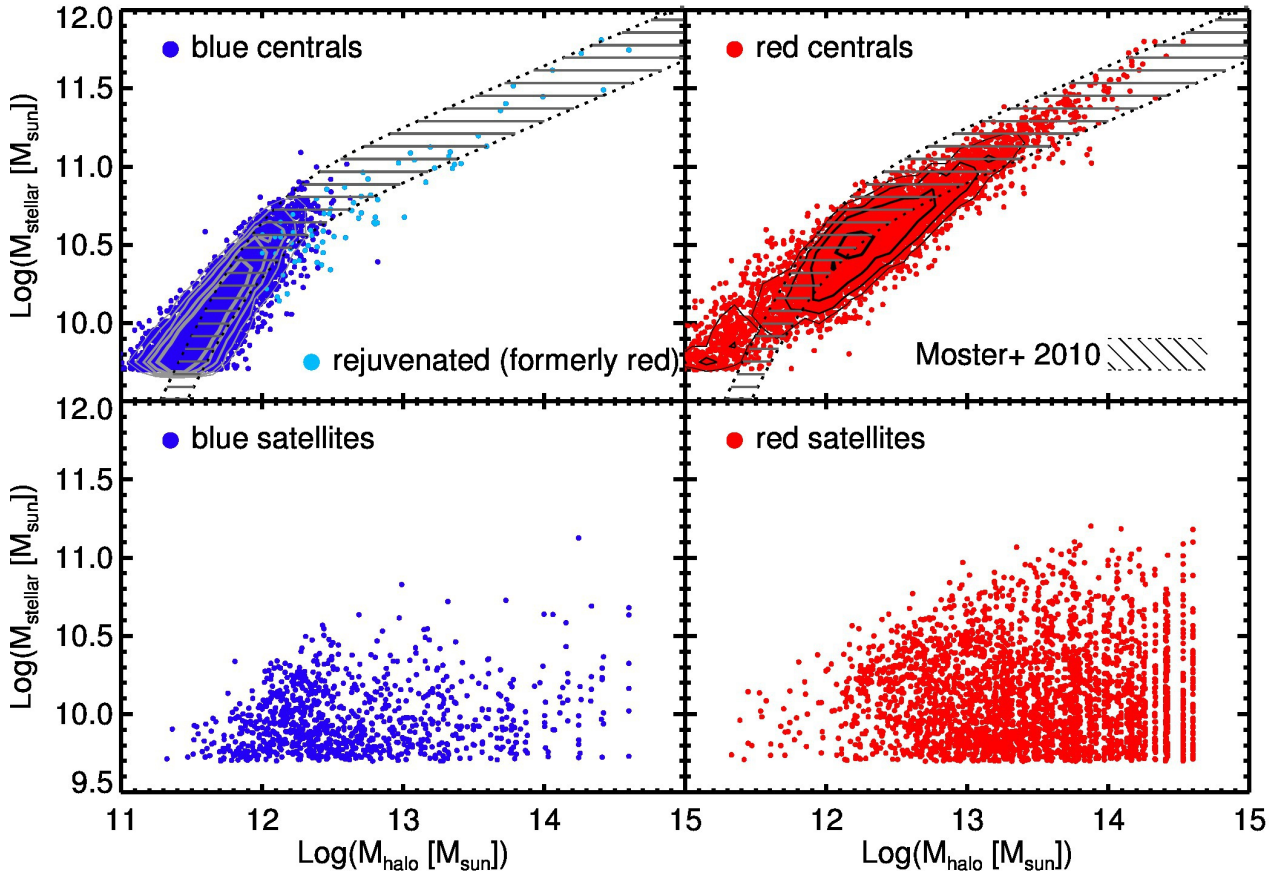 12.0
11.5
11.0
10.5
10.0
Log(M_stellar [M_sun])
blue centrals
rejuvenated (formerly red)
red centrals
Moster+ 2010
12.0
11.5
11.0
10.5
10.0
9.5
Log(M_stellar [M_sun])
blue satellites
red satellites
11 12 13 14 15 12 13 14 15
Log(M_halo [M_sun]) Log(M_halo [M_sun])